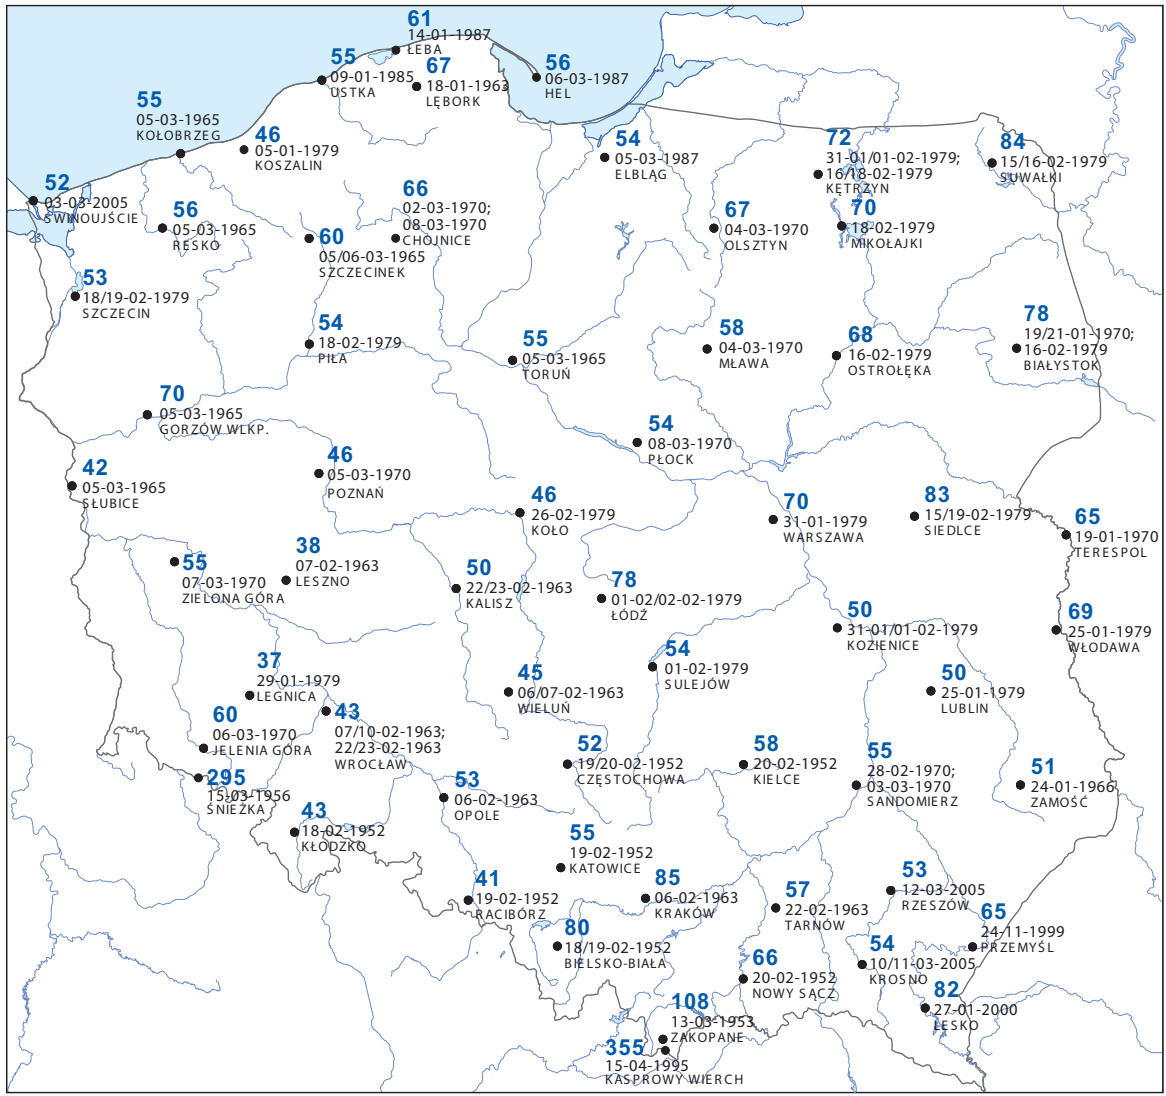 61
14-01-1987
ŁEBA
55
09-01-1985
USTKA
67
18-01-1963
LĘBORK
56
06-03-1987
HEL
55
05-03-1965
KOŁOBRZEG
46
05-01-1979
KOSZALIN
54
05-03-1987
ELBLĄG
72
31-01/01-02-1979;
16/18-02-1979
KĘTRZYN
84
15/16-02-1979
SUWAŁKI
52
03-03-2005
ŚWINOUJŚCIE
56
05-03-1965
RESKO
66
02-03-1970;
08-03-1970
CHOJNICE
60
05/06-03-1965
SZCZECINEK
67
04-03-1970
OLSZTYN
70
18-02-1979
MIKOŁAJKI
53
18/19-02-1979
SZCZECIN
54
18-02-1979
PIŁA
55
05-03-1965
TORUŃ
58
04-03-1970
MŁAWA
68
16-02-1979
OSTROŁĘKA
78
19/21-01-1970;
16-02-1979
BIAŁYSTOK
70
05-03-1965
GORZÓW WLKP.
54
08-03-1970
PŁOCK
42
05-03-1965
SŁUBICE
46
05-03-1970
POZNAŃ
46
26-02-1979
KOŁO
70
31-01-1979
WARSZAWA
83
15/19-02-1979
SIEDLCE
65
19-01-1970
TERESPOL
55
07-03-1970
ZIELONA GÓRA
38
07-02-1963
LESZNO
50
22/23-02-1963
KALISZ
78
01-02/02-02-1979
ŁÓDŹ
50
31-01/01-02-1979
KOZIENICE
69
25-01-1979
WŁODAWA
37
29-01-1979
LEGNICA
45
06/07-02-1963
WIELUŃ
54
01-02-1979
SULEJÓW
50
25-01-1979
LUBLIN
60
06-03-1970
JELENIA GÓRA
43
07/10-02-1963;
22/23-02-1963
WROCŁAW
52
19/20-02-1952
CZĘSTOCHOWA
58
20-02-1952
KIELCE
55
28-02-1970;
03-03-1970
SANDOMIERZ
51
24-01-1966
ZAMOŚĆ
295
15-03-1956
ŚNIEŻKA
53
06-02-1963
OPOLE
43
18-02-1952
KŁODZKO
55
19-02-1952
KATOWICE
41
19-02-1952
RACIBÓRZ
85
06-02-1963
KRAKÓW
57
22-02-1963
TARNÓW
53
12-03-2005
RZESZÓW
65
24-11-1999
PRZEMYŚL
80
18/19-02-1952
BIELSKO-BIAŁA
66
20-02-1952
NOWY SĄCZ
54
10/11-03-2005
KROSNO
82
27-01-2000
LESKO
108
13-03-1953
ZAKOPANE
355
15-04-1995
KASPROWY WIERCH